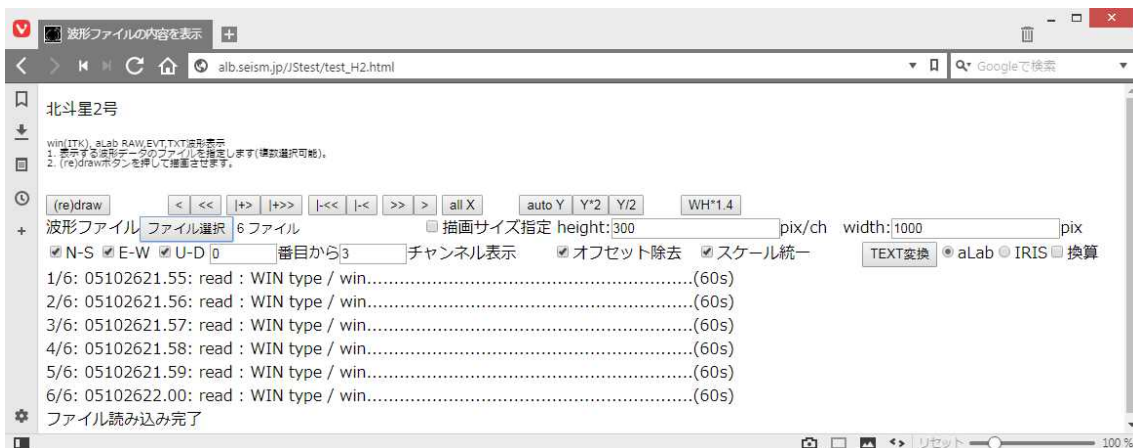 波形ファイルの内容を表示
alb.seism.jp/JStest/test_H2.html
Googleで検索
北斗星2号
win(ITK), aLab RAW,EVT,TXT波形表示
1. 表示する波形データのファイルを指定します(複数選択可能)。
2. (re)drawボタンを押して描画させます。
(re)draw < << |+> |+>> |-<< |-< >> > all X auto Y Y*2 Y/2 WH*1.4
波形ファイル ファイル選択 6 ファイル 描画サイズ指定 height:300 pix/ch width:1000 pix
N-S E-W U-D 0 番目から3 チャンネル表示 オフセット除去 スケール統一 TEXT変換 aLab IRIS 換算
1/6: 05102621.55: read : WIN type / win............................................................(60s)
2/6: 05102621.56: read : WIN type / win............................................................(60s)
3/6: 05102621.57: read : WIN type / win............................................................(60s)
4/6: 05102621.58: read : WIN type / win............................................................(60s)
5/6: 05102621.59: read : WIN type / win............................................................(60s)
6/6: 05102622.00: read : WIN type / win............................................................(60s)
ファイル読み込み完了
リセット 100 %